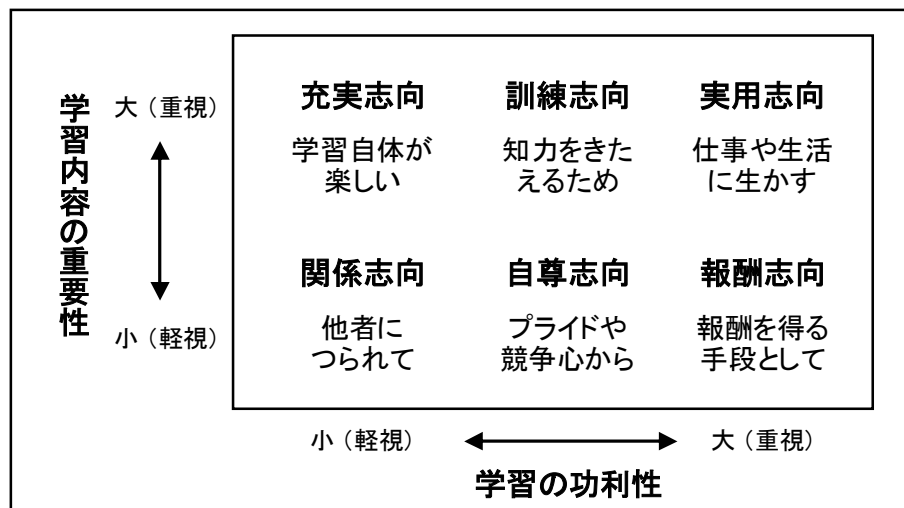 充実志向 訓練志向 実用志向
大（重視）
学習自体が 知力をきた 仕事や生活
楽しい えるため に生かす
学習内容の重要性
関係志向 自尊志向 報酬志向
小（軽視）
他者に プライドや 報酬を得る
つられて 競争心から 手段として
小（軽視） 大（重視）
学習の功利性